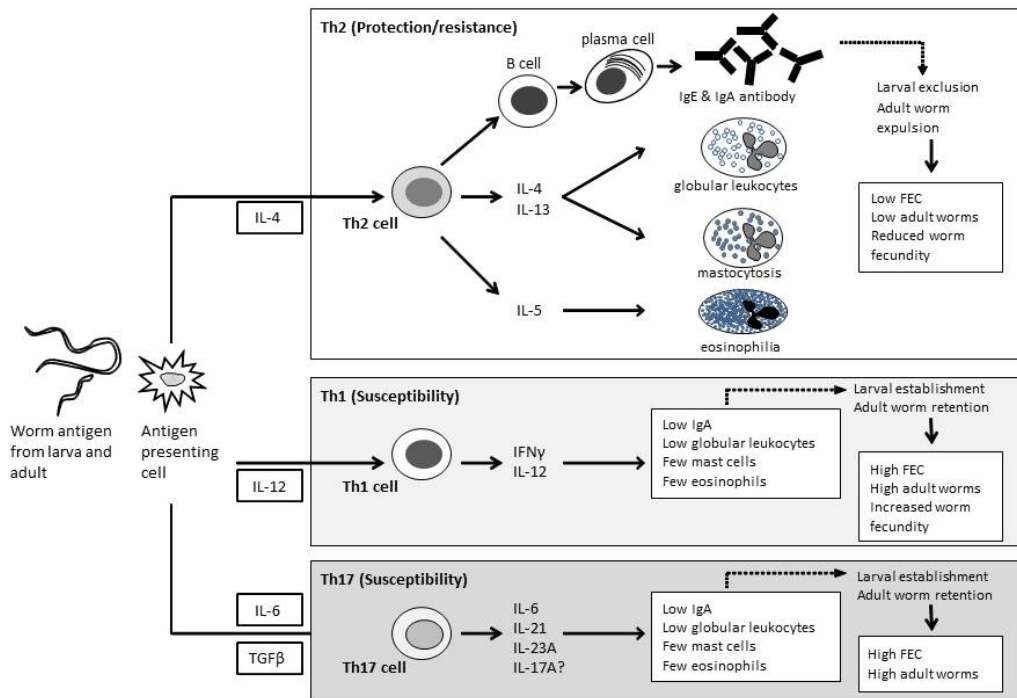 Th2 (Protection/resistance)
B cell
plasma cell
IgE & IgA antibody
Larval exclusion
Adult worm
expulsion
IL-4
Th2 cell
IL-4
IL-13
globular leukocytes
mastocytosis
Low FEC
Low adult worms
Reduced worm
fecundity
IL-5
eosinophilia
Worm antigen
from larva and
adult
Antigen
presenting
cell
Th1 (Susceptibility)
IL-12
Th1 cell
IFNγ
IL-12
Low IgA
Low globular leukocytes
Few mast cells
Few eosinophils
Larval establishment
Adult worm retention
High FEC
High adult worms
Increased worm
fecundity
Th17 (Susceptibility)
IL-6
TGFβ
Th17 cell
IL-6
IL-21
IL-23A
IL-17A?
Low IgA
Low globular leukocytes
Few mast cells
Few eosinophils
Larval establishment
Adult worm retention
High FEC
High adult worms